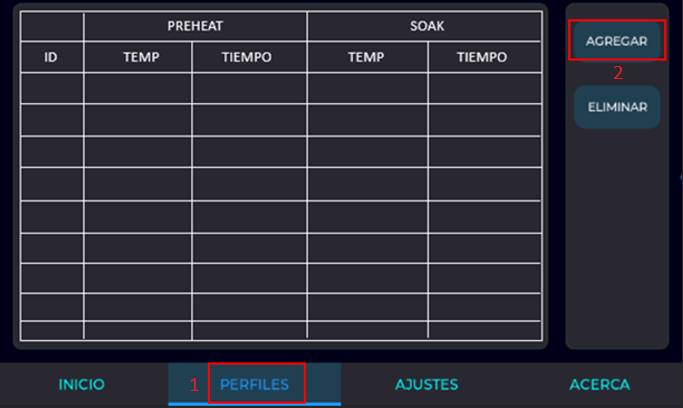 PREHEAT SOAK
ID TEMP TIEMPO TEMP TIEMPO
AGREGAR
2
ELIMINAR
INICIO 1 PERFILES AJUSTES ACERCA